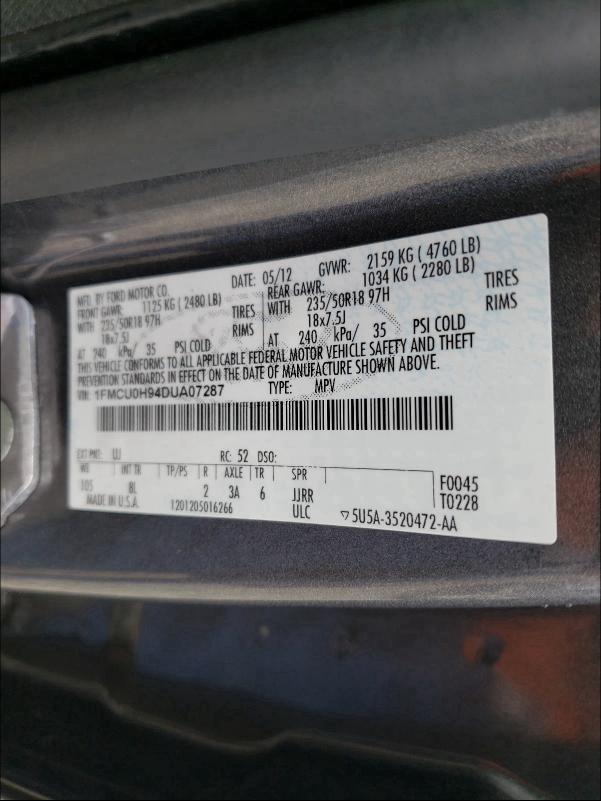 MFD. BY FORD MOTOR CO. DATE: 05/12 GVWR: 2159 KG ( 4760 LB)
FRONT GAWR: 1125 KG ( 2480 LB) REAR GAWR: 1034 KG ( 2280 LB)
WITH 235/50R18 97H TIRES WITH 235/50R18 97H TIRES
18x7.5J RIMS 18x7.5J RIMS
AT 240 kPa/ 35 PSI COLD AT 240 kPa/ 35 PSI COLD
THIS VEHICLE CONFORMS TO ALL APPLICABLE FEDERAL MOTOR VEHICLE SAFETY AND THEFT
PREVENTION STANDARDS IN EFFECT ON THE DATE OF MANUFACTURE SHOWN ABOVE.
VIN: 1FMCU0H94DUA07287 TYPE: MPV
EXT PNT: UJ RC: 52 DSO:
WB INT TR TP/PS R AXLE TR SPR
105 8L 2 3A 6 JJRR F0045
MADE IN U.S.A. 1201205016266 ULC T0228
▽5U5A-3520472-AA